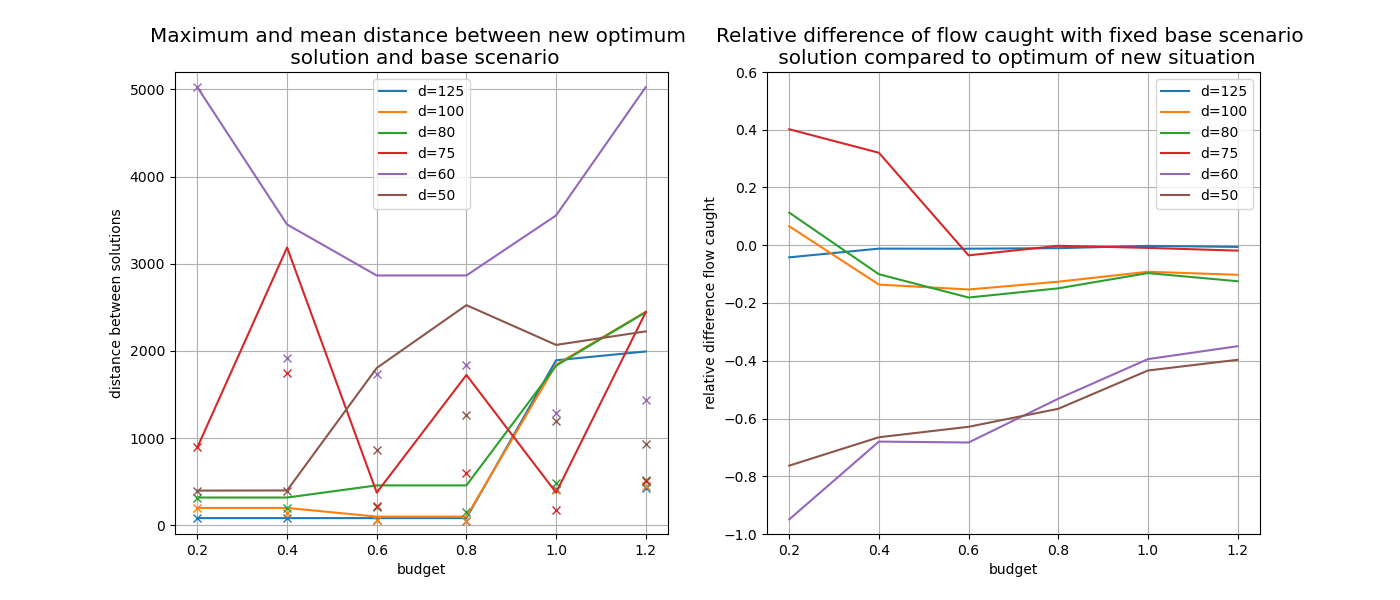 Maximum and mean distance between new optimum
solution and base scenario
distance between solutions
5000
4000
3000
2000
1000
0
d=125
d=100
d=80
d=75
d=60
d=50
0.2 0.4 0.6 0.8 1.0 1.2
budget
Relative difference of flow caught with fixed base scenario
solution compared to optimum of new situation
relative difference flow caught
0.6
0.4
0.2
0.0
−0.2
−0.4
−0.6
−0.8
−1.0
d=125
d=100
d=80
d=75
d=60
d=50
0.2 0.4 0.6 0.8 1.0 1.2
budget